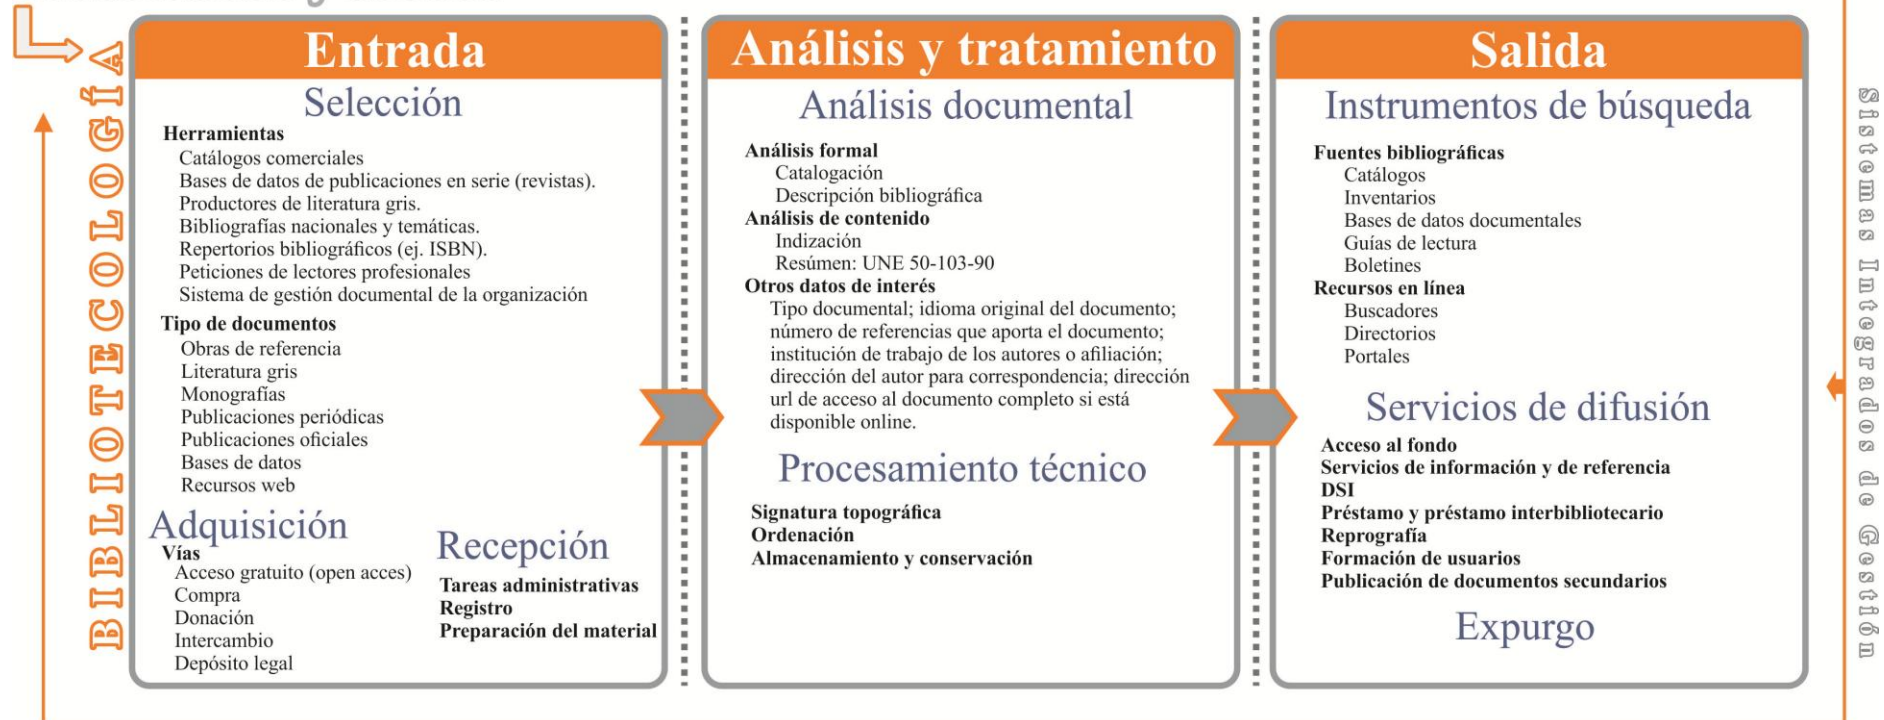 BIBLIOTECOLOGÍA
Entrada
Selección
Herramientas
Catálogos comerciales
Bases de datos de publicaciones en serie (revistas).
Productores de literatura gris.
Bibliografías nacionales y temáticas.
Repertorios bibliográficos (ej. ISBN).
Peticiones de lectores profesionales
Sistema de gestión documental de la organización
Tipo de documentos
Obras de referencia
Literatura gris
Monografías
Publicaciones periódicas
Publicaciones oficiales
Bases de datos
Recursos web
Adquisición
Vías
Acceso gratuito (open acces)
Compra
Donación
Intercambio
Depósito legal
Recepción
Tareas administrativas
Registro
Preparación del material
Análisis y tratamiento
Análisis documental
Análisis formal
Catalogación
Descripción bibliográfica
Análisis de contenido
Indización
Resúmen: UNE 50-103-90
Otros datos de interés
Tipo documental; idioma original del documento;
número de referencias que aporta el documento;
institución de trabajo de los autores o afiliación;
dirección del autor para correspondencia; dirección
url de acceso al documento completo si está
disponible online.
Procesamiento técnico
Signatura topográfica
Ordenación
Almacenamiento y conservación
Salida
Instrumentos de búsqueda
Fuentes bibliográficas
Catálogos
Inventarios
Bases de datos documentales
Guías de lectura
Boletines
Recursos en línea
Buscadores
Directorios
Portales
Servicios de difusión
Acceso al fondo
Servicios de información y de referencia
DSI
Préstamo y préstamo interbibliotecario
Reprografía
Formación de usuarios
Publicación de documentos secundarios
Expurgo
Sistemas Integrados de Gestión